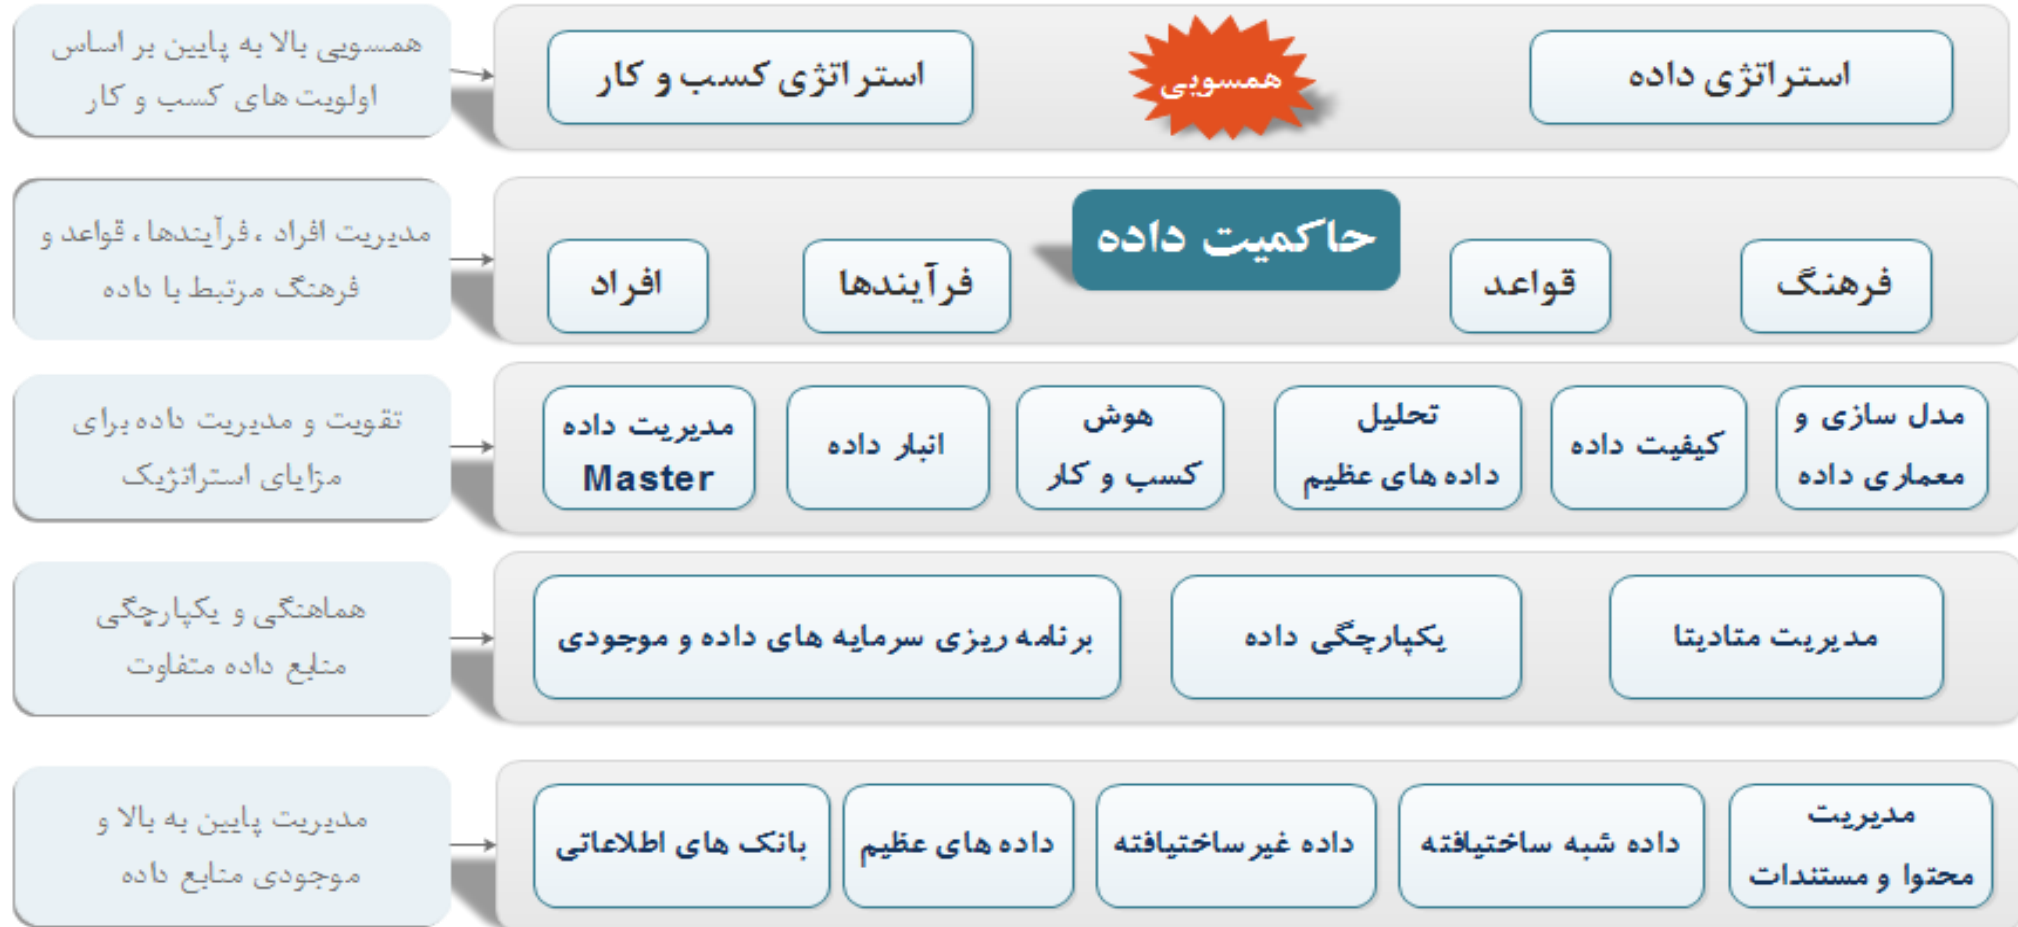 همسویی بالا به پایین بر اساس
اولویت های کسب و کار
استراتژی کسب و کار
همسویی
استراتژی داده
مدیریت افراد ، فرآیندها ، قواعد و
فرهنگ مرتبط با داده
حاکمیت داده
افراد
فرآیندها
قواعد
فرهنگ
تقویت و مدیریت داده برای
مزایای استراتژیک
مدیریت داده
Master
انبار داده
هوش
کسب و کار
تحلیل
داده های عظیم
کیفیت داده
مدل سازی و
معماری داده
هماهنگی و یکپارچگی
منابع داده متفاوت
برنامه ریزی سرمایه های داده و موجودی
یکپارچگی داده
مدیریت متادیتا
مدیریت پایین به بالا و
موجودی منابع داده
بانک های اطلاعاتی
داده های عظیم
داده غیر ساختیافته
داده شبه ساختیافته
مدیریت
محتوا و مستندات